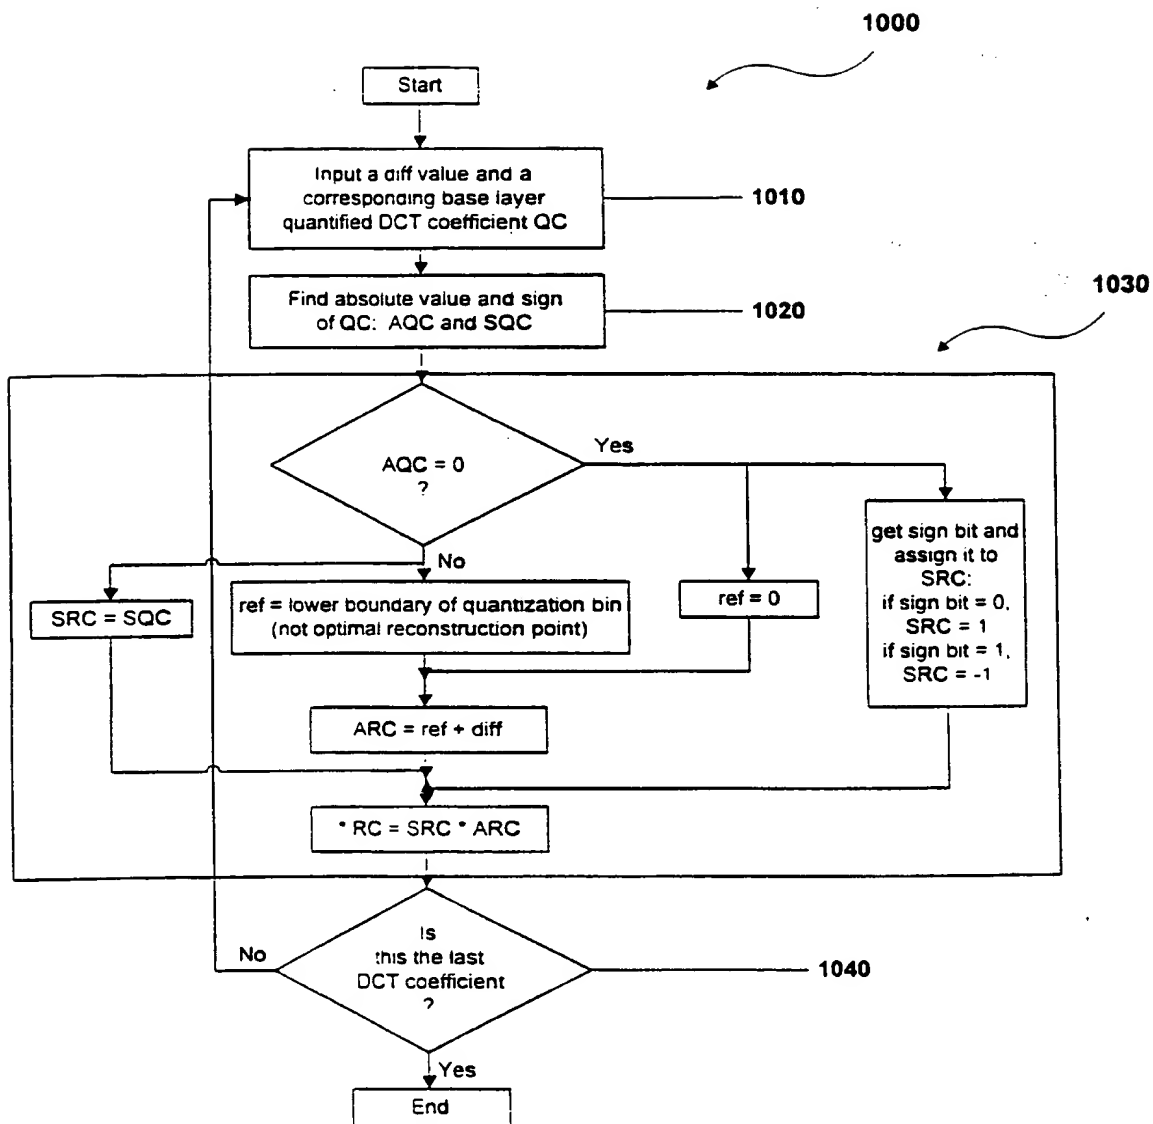 1000
Start
Input a diff value and a
corresponding base layer
quantified DCT coefficient QC
1010
Find absolute value and sign
of QC: AQC and SQC
1020
1030
AQC = 0
?
Yes
No
SRC = SQC
ref = lower boundary of quantization bin
(not optimal reconstruction point)
ref = 0
get sign bit and
assign it to
SRC:
if sign bit = 0,
SRC = 1
if sign bit = 1,
SRC = -1
ARC = ref + diff
* RC = SRC * ARC
Is
this the last
DCT coefficient
?
No
1040
Yes
End